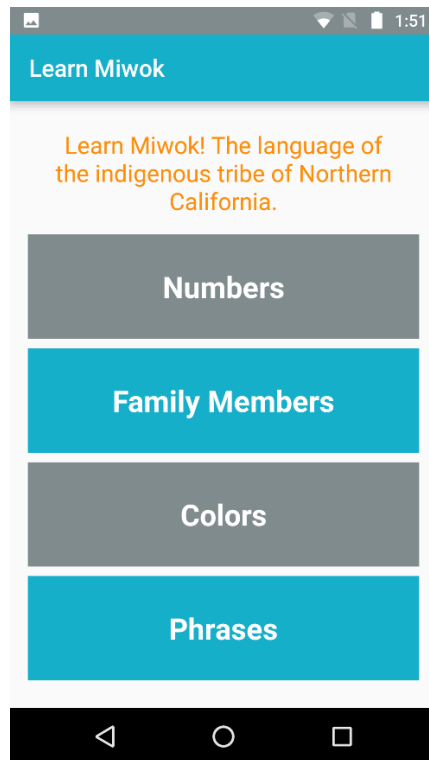 1:51
Learn Miwok
Learn Miwok! The language of
the indigenous tribe of Northern
California.
Numbers
Family Members
Colors
Phrases